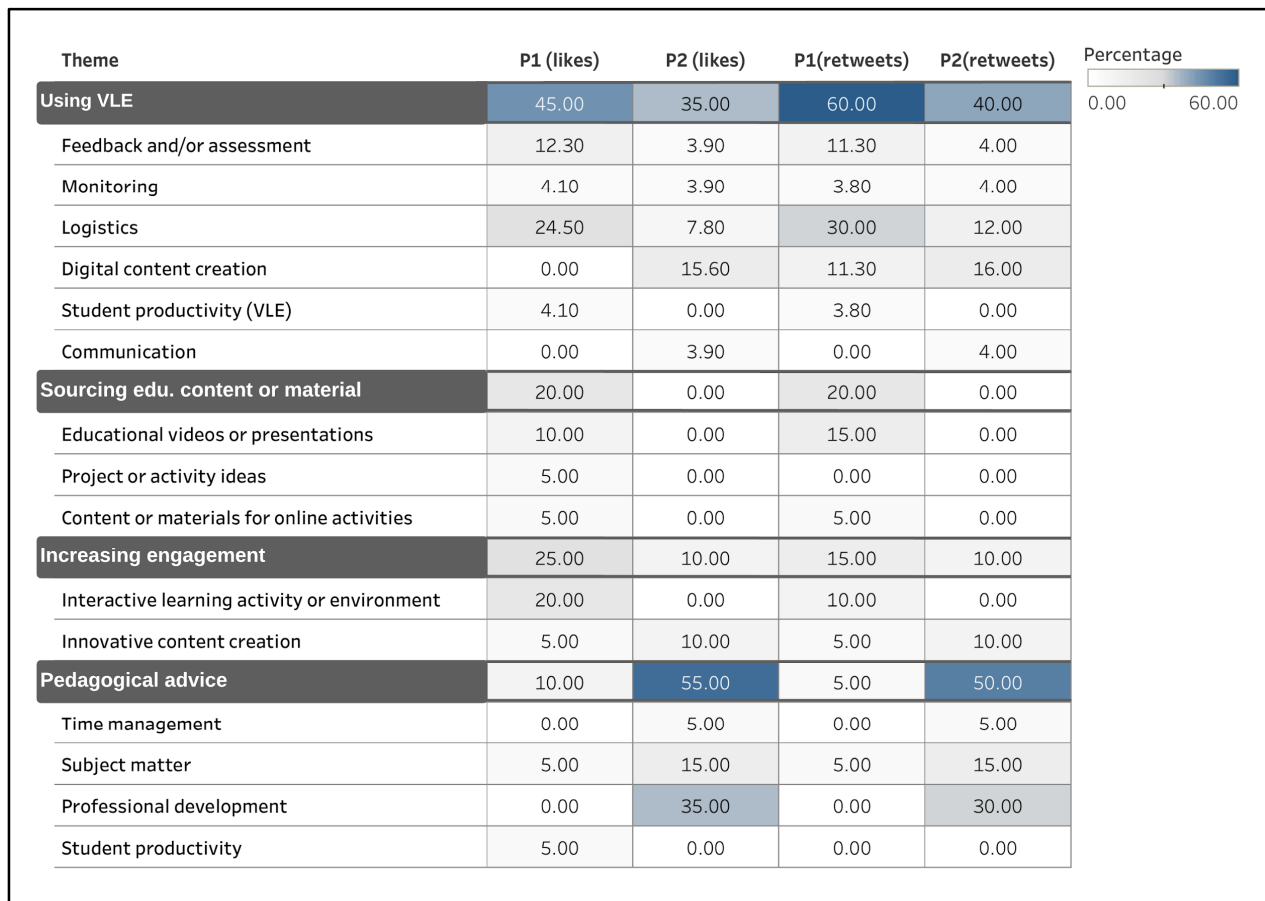 Theme P1 (likes) P2 (likes) P1(retweets) P2(retweets) Percentage
0.00 60.00
Using VLE 45.00 35.00 60.00 40.00
Feedback and/or assessment 12.30 3.90 11.30 4.00
Monitoring 4.10 3.90 3.80 4.00
Logistics 24.50 7.80 30.00 12.00
Digital content creation 0.00 15.60 11.30 16.00
Student productivity (VLE) 4.10 0.00 3.80 0.00
Communication 0.00 3.90 0.00 4.00
Sourcing edu. content or material 20.00 0.00 20.00 0.00
Educational videos or presentations 10.00 0.00 15.00 0.00
Project or activity ideas 5.00 0.00 0.00 0.00
Content or materials for online activities 5.00 0.00 5.00 0.00
Increasing engagement 25.00 10.00 15.00 10.00
Interactive learning activity or environment 20.00 0.00 10.00 0.00
Innovative content creation 5.00 10.00 5.00 10.00
Pedagogical advice 10.00 55.00 5.00 50.00
Time management 0.00 5.00 0.00 5.00
Subject matter 5.00 15.00 5.00 15.00
Professional development 0.00 35.00 0.00 30.00
Student productivity 5.00 0.00 0.00 0.00